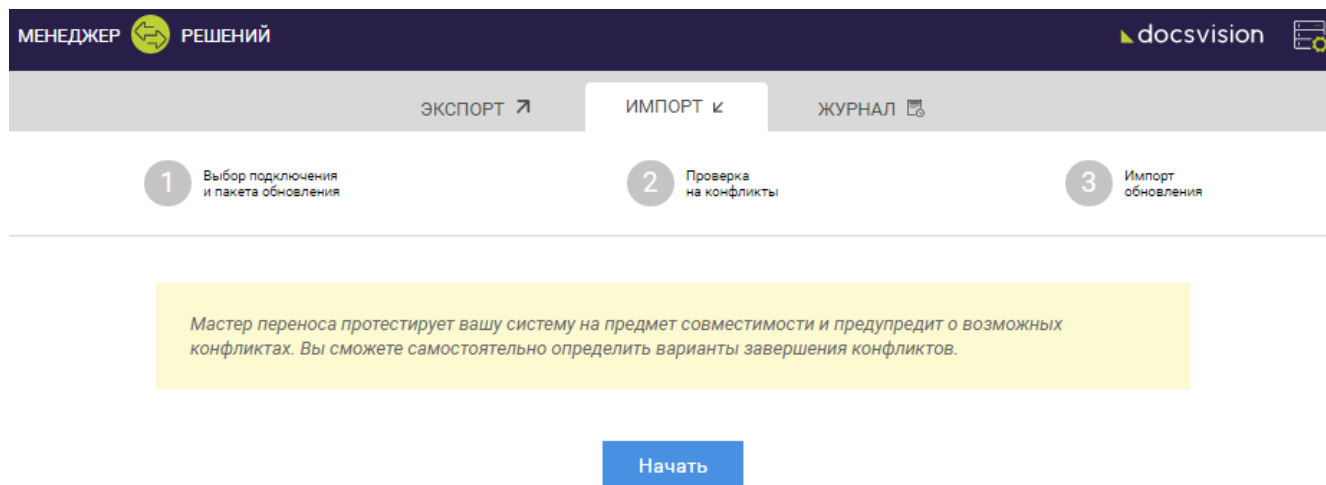 МЕНЕДЖЕР РЕШЕНИЙ
docsvision
ЭКСПОРТ ИМПОРТ ЖУРНАЛ
1 Выбор подключения
и пакета обновления
2 Проверка
на конфликты
3 Импорт
обновления
Мастер переноса протестирует вашу систему на предмет совместимости и предупредит о возможных
конфликтах. Вы сможете самостоятельно определить варианты завершения конфликтов.
Начать